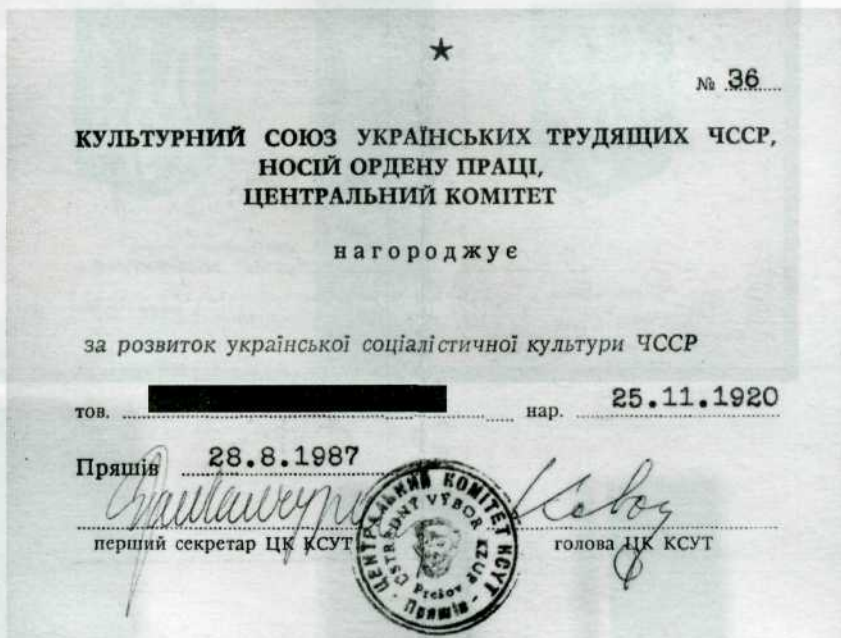 № 36
КУЛЬТУРНИЙ СОЮЗ УКРАЇНСЬКИХ ТРУДЯЩИХ ЧССР,
НОСІЙ ОРДЕНУ ПРАЦІ,
ЦЕНТРАЛЬНИЙ КОМІТЕТ
нагороджує
за розвиток української соціалістичної культури ЧССР
тов. нар. 25.11.1920
Пряшів 28.8.1987
перший секретар ЦК КСУТ
голова ЦК КСУТ
ЦЕНТРАЛЬНИЙ КОМІТЕТ КСУТ
Пряшів
ÚSTREDNÝ VÝBOR KZUP
Prešov